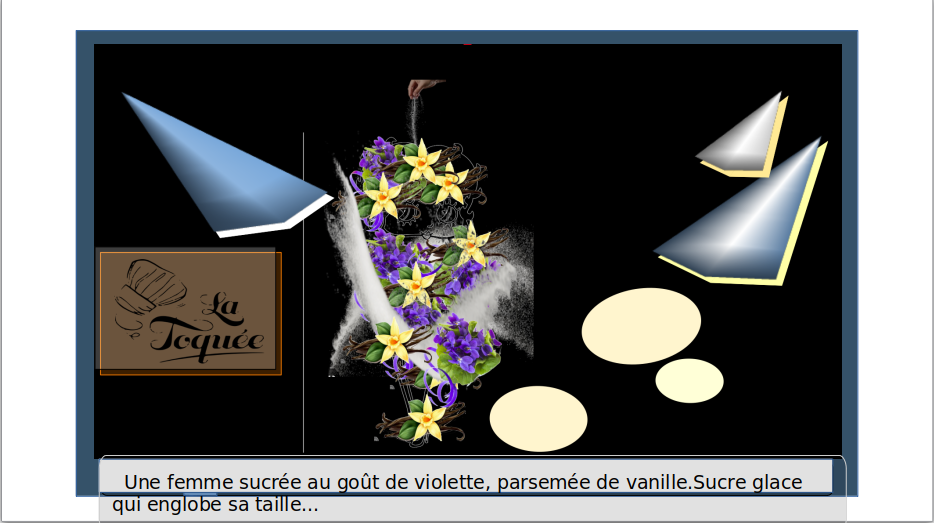 La
Toquée
Une femme sucrée au goût de violette, parsemée de vanille.Sucre glace
qui englobe sa taille...